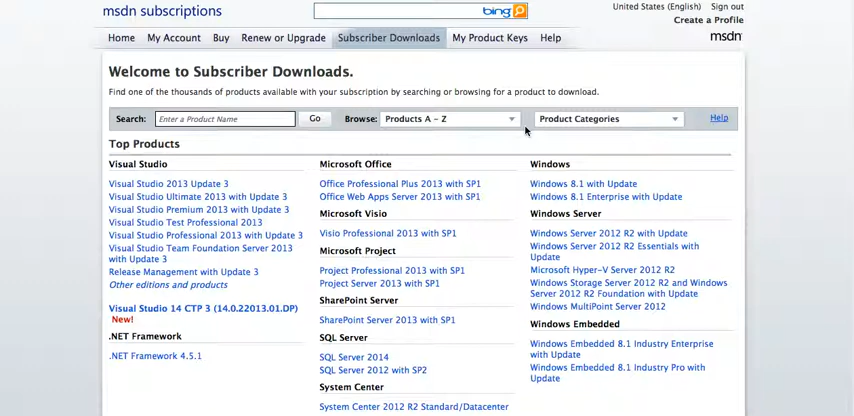 msdn subscriptions
bing
United States (English) Sign out
Create a Profile
msdn
Home My Account Buy Renew or Upgrade Subscriber Downloads My Product Keys Help
Welcome to Subscriber Downloads.
Find one of the thousands of products available with your subscription by searching or browsing for a product to download.
Search: Enter a Product Name Go Browse: Products A – Z Product Categories Help
Top Products
Visual Studio
Visual Studio 2013 Update 3
Visual Studio Ultimate 2013 with Update 3
Visual Studio Premium 2013 with Update 3
Visual Studio Test Professional 2013
Visual Studio Professional 2013 with Update 3
Visual Studio Team Foundation Server 2013
with Update 3
Release Management with Update 3
Other editions and products
Visual Studio 14 CTP 3 (14.0.22013.01.DP)
New!
.NET Framework
.NET Framework 4.5.1
Microsoft Office
Office Professional Plus 2013 with SP1
Office Web Apps Server 2013 with SP1
Microsoft Visio
Visio Professional 2013 with SP1
Microsoft Project
Project Professional 2013 with SP1
Project Server 2013 with SP1
SharePoint Server
SharePoint Server 2013 with SP1
SQL Server
SQL Server 2014
SQL Server 2012 with SP2
System Center
System Center 2012 R2 Standard/Datacenter
Windows
Windows 8.1 with Update
Windows 8.1 Enterprise with Update
Windows Server
Windows Server 2012 R2 with Update
Windows Server 2012 R2 Essentials with
Update
Microsoft Hyper-V Server 2012 R2
Windows Storage Server 2012 R2 and Windows
Server 2012 R2 Foundation with Update
Windows MultiPoint Server 2012
Windows Embedded
Windows Embedded 8.1 Industry Enterprise
with Update
Windows Embedded 8.1 Industry Pro with
Update